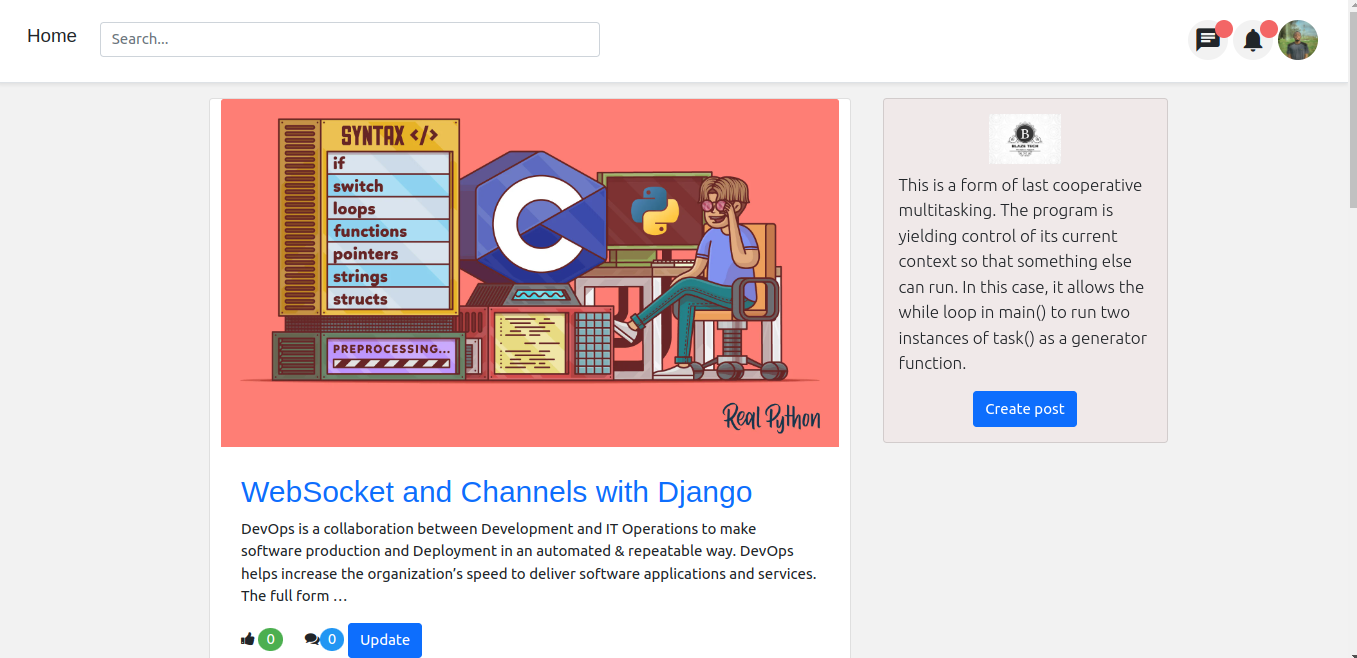 Home
Search...
SYNTAX </>
if
switch
loops
functions
pointers
strings
structs
PREPROCESSING...
C
Real Python
WebSocket and Channels with Django
DevOps is a collaboration between Development and IT Operations to make
software production and Deployment in an automated & repeatable way. DevOps
helps increase the organization’s speed to deliver software applications and services.
The full form …
0
0
Update
B
BLAZE TECH
This is a form of last cooperative
multitasking. The program is
yielding control of its current
context so that something else
can run. In this case, it allows the
while loop in main() to run two
instances of task() as a generator
function.
Create post